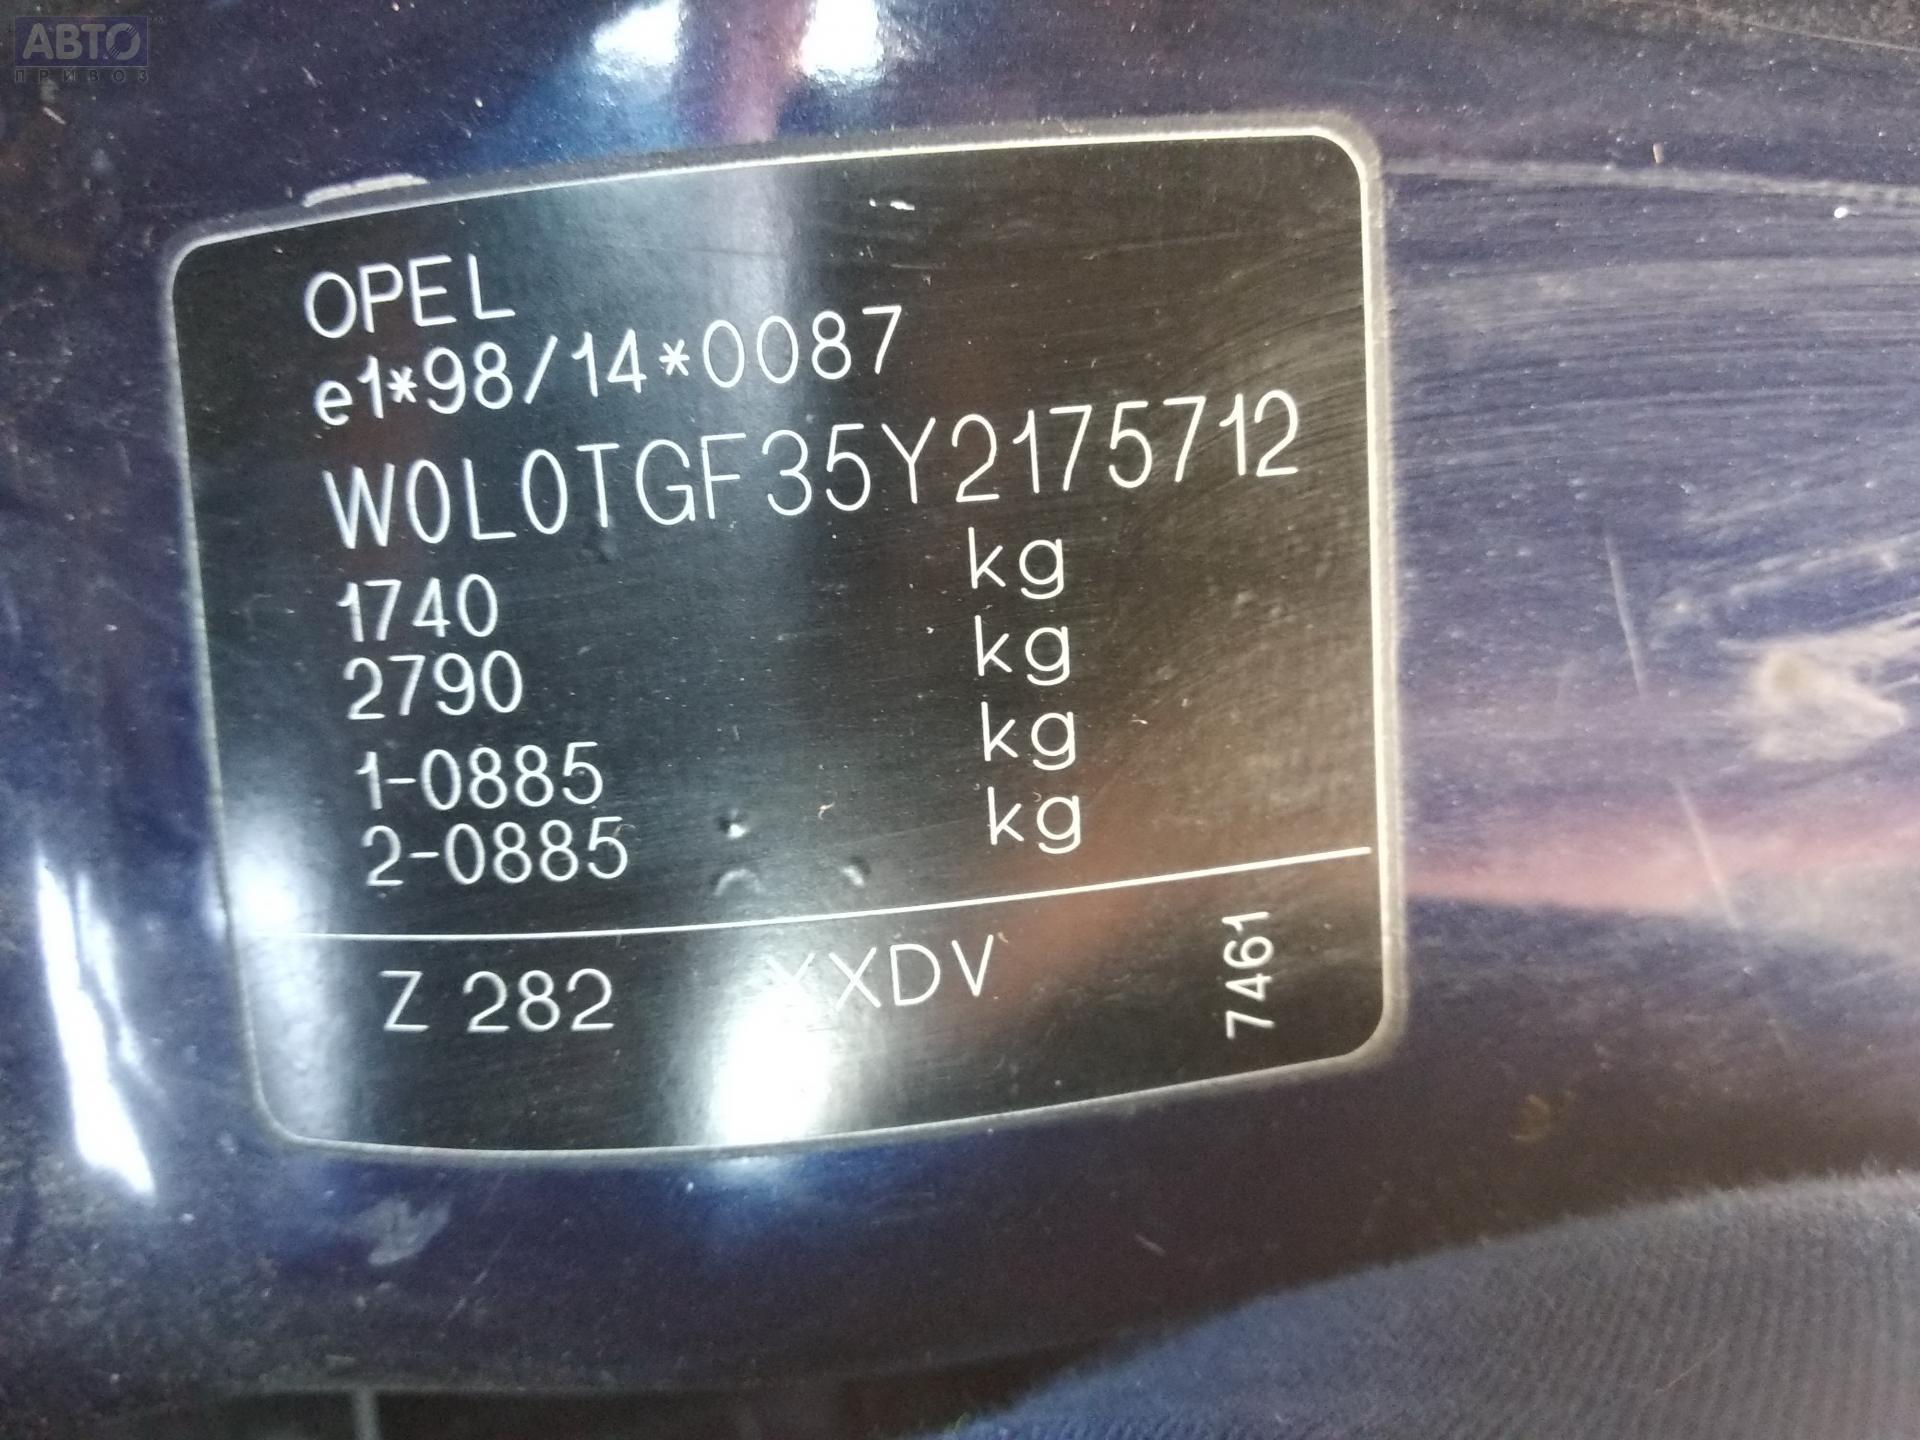 АВТО
ПРИВОЗ
OPEL
e1*98/14*0087
W0L0TGF35Y2175712
1740 kg
2790 kg
1-0885 kg
2-0885 kg
Z 282 XXDV 7461